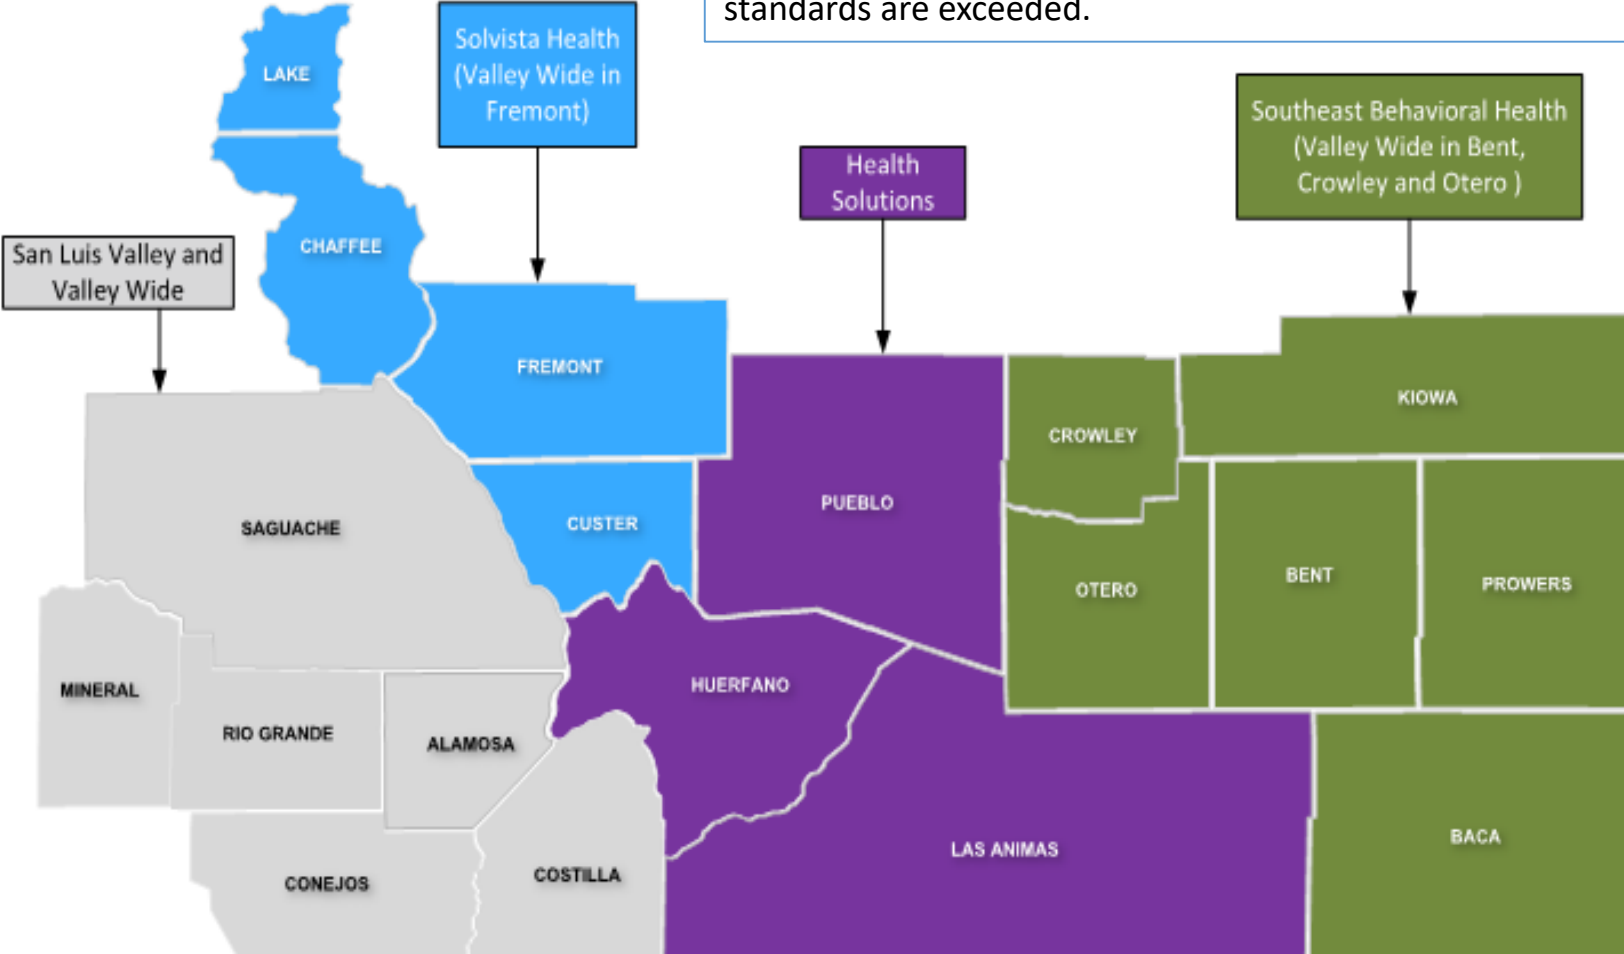 standards are exceeded.
Solvista Health
(Valley Wide in
Fremont)
Health
Solutions
Southeast Behavioral Health
(Valley Wide in Bent,
Crowley and Otero )
San Luis Valley and
Valley Wide
LAKE
CHAFFEE
FREMONT
CUSTER
SAGUACHE
MINERAL
RIO GRANDE
ALAMOSA
CONEJOS
COSTILLA
PUEBLO
HUERFANO
LAS ANIMAS
CROWLEY
KIOWA
OTERO
BENT
PROWERS
BACA